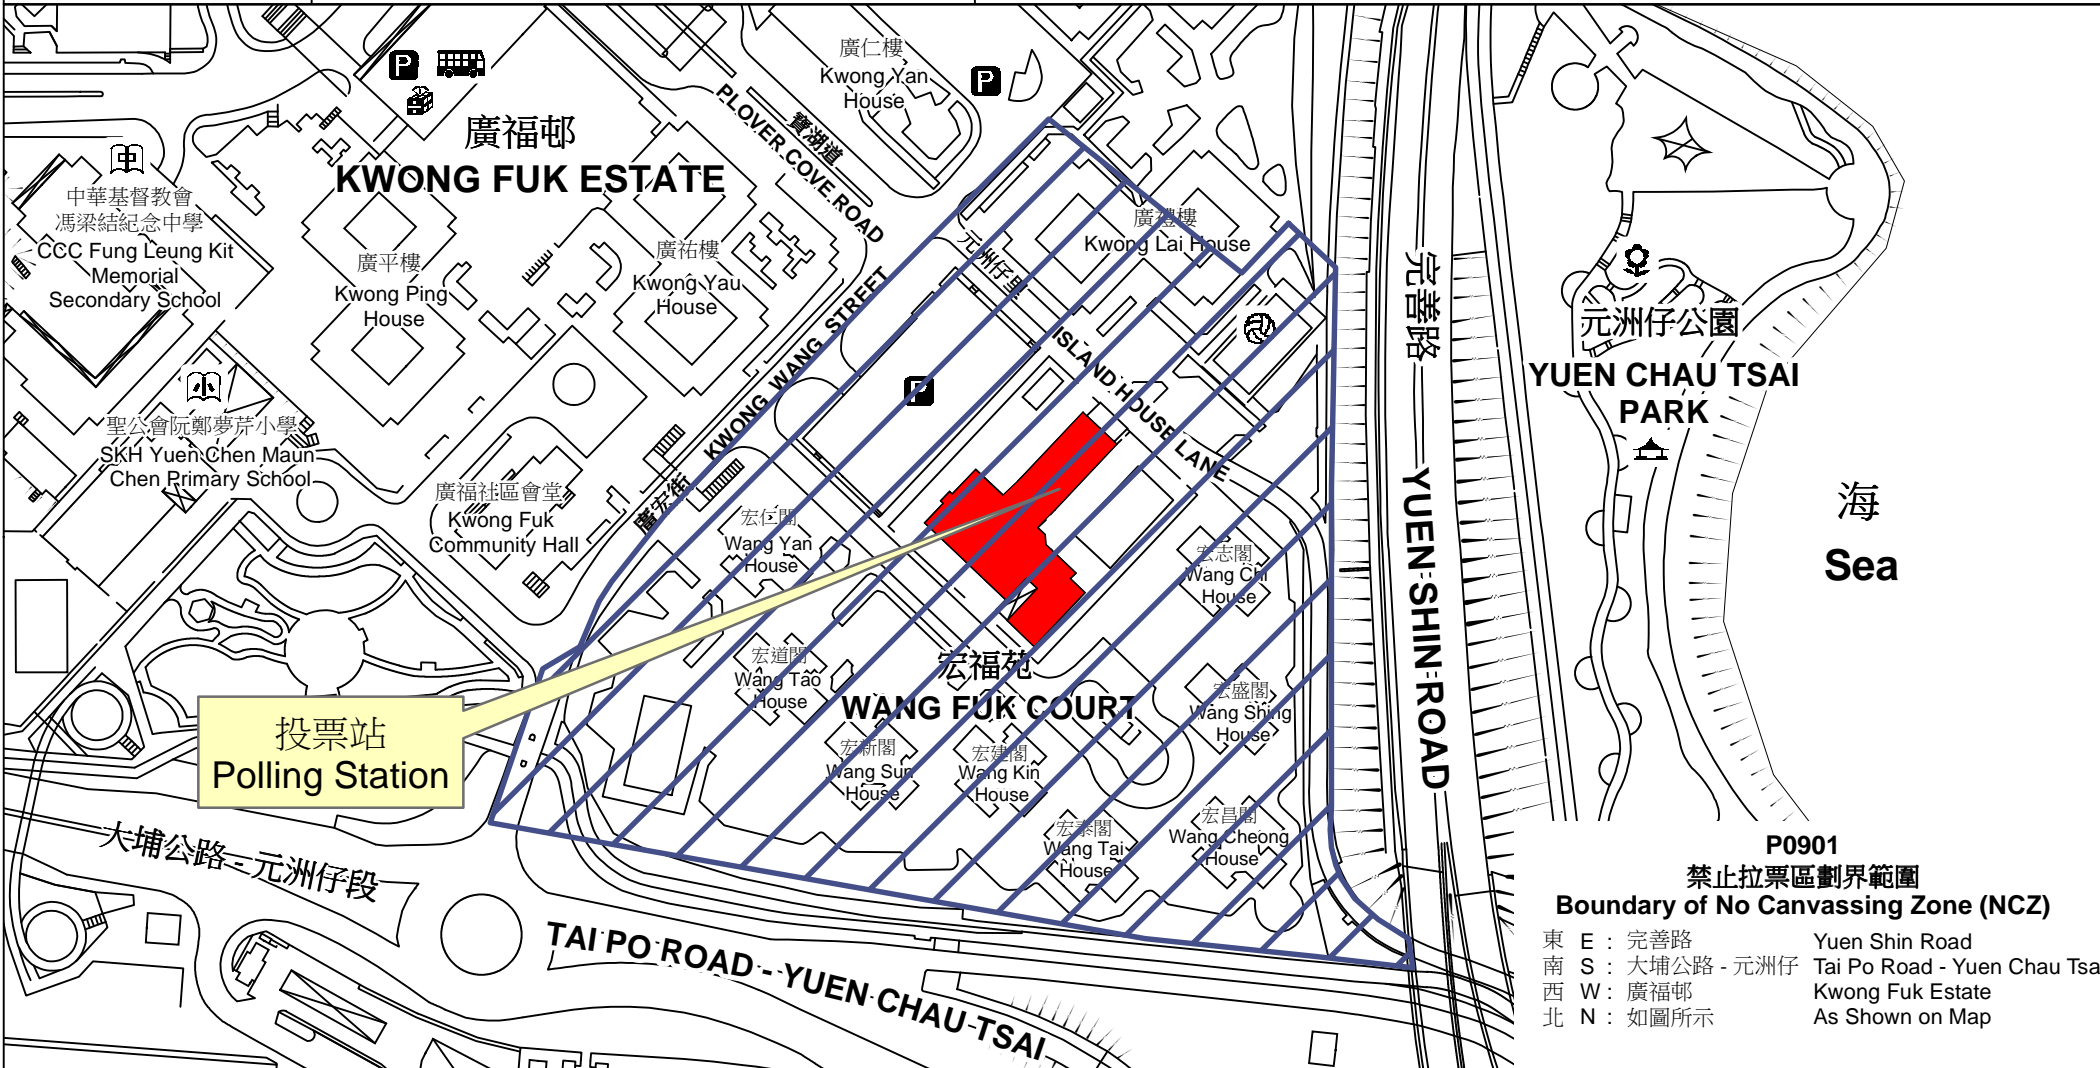 廣仁樓
Kwong Yan
House
P
P
廣福邨
KWONG FUK ESTATE
寶湖道
PLOVER COVE ROAD
中
中華基督教會
馮梁結紀念中學
CCC Fung Leung Kit
Memorial
Secondary School
廣平樓
Kwong Ping
House
廣祐樓
Kwong Yau
House
廣禮樓
Kwong Lai House
元洲仔里
ISLAND HOUSE LANE
廣宏街
KWONG WANG STREET
P
小
聖公會阮鄭夢芹小學
SKH Yuen Chen Maun
Chen Primary School
廣福社區會堂
Kwong Fuk
Community Hall
宏仁閣
Wang Yan
House
宏道閣
Wang Tao
House
宏新閣
Wang Sun
House
宏建閣
Wang Kin
House
宏泰閣
Wang Tai
House
宏昌閣
Wang Cheong
House
宏盛閣
Wang Shing
House
宏志閣
Wang Chi
House
宏福苑
WANG FUK COURT
投票站
Polling Station
完善路
YUEN SHIN ROAD
元洲仔公園
YUEN CHAU TSAI
PARK
海
Sea
大埔公路 - 元洲仔段
TAI PO ROAD - YUEN CHAU TSAI
P0901
禁止拉票區劃界範圍
Boundary of No Canvassing Zone (NCZ)
東 E : 完善路 Yuen Shin Road
南 S : 大埔公路 - 元洲仔 Tai Po Road - Yuen Chau Tsa
西 W : 廣福邨 Kwong Fuk Estate
北 N : 如圖所示 As Shown on Map